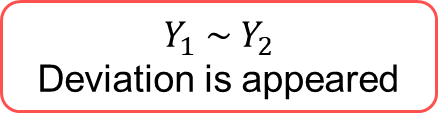 Y₁ ~ Y₂
Deviation is appeared